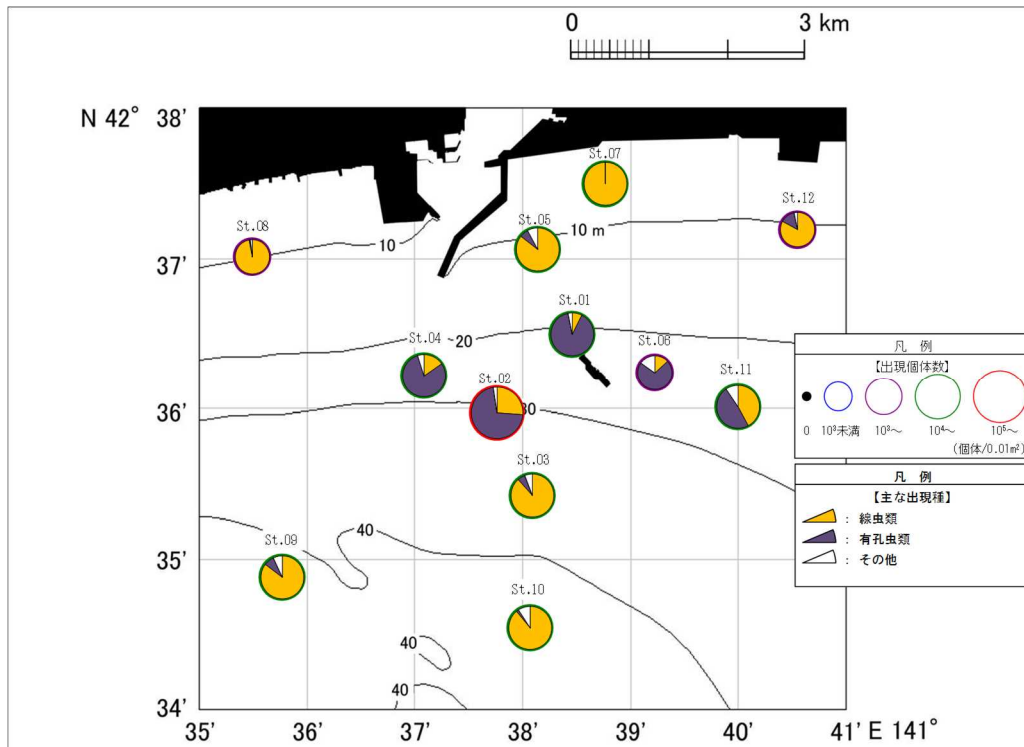 0 3 km
N 42° 38'
St.07
St.12
St.08
St.05
10
10 m
37'
St.01
St.04
20
St.06
St.02
St.11
36'
30
St.03
40
St.09
35'
St.10
40
40
34'
35' 36' 37' 38' 39' 40' 41' E 141°
凡 例
【出現個体数】
0 10³未満 10³～ 10⁴～ 10⁵～
(個体/0.01m²)
凡 例
【主な出現種】
: 線虫類
: 有孔虫類
: その他